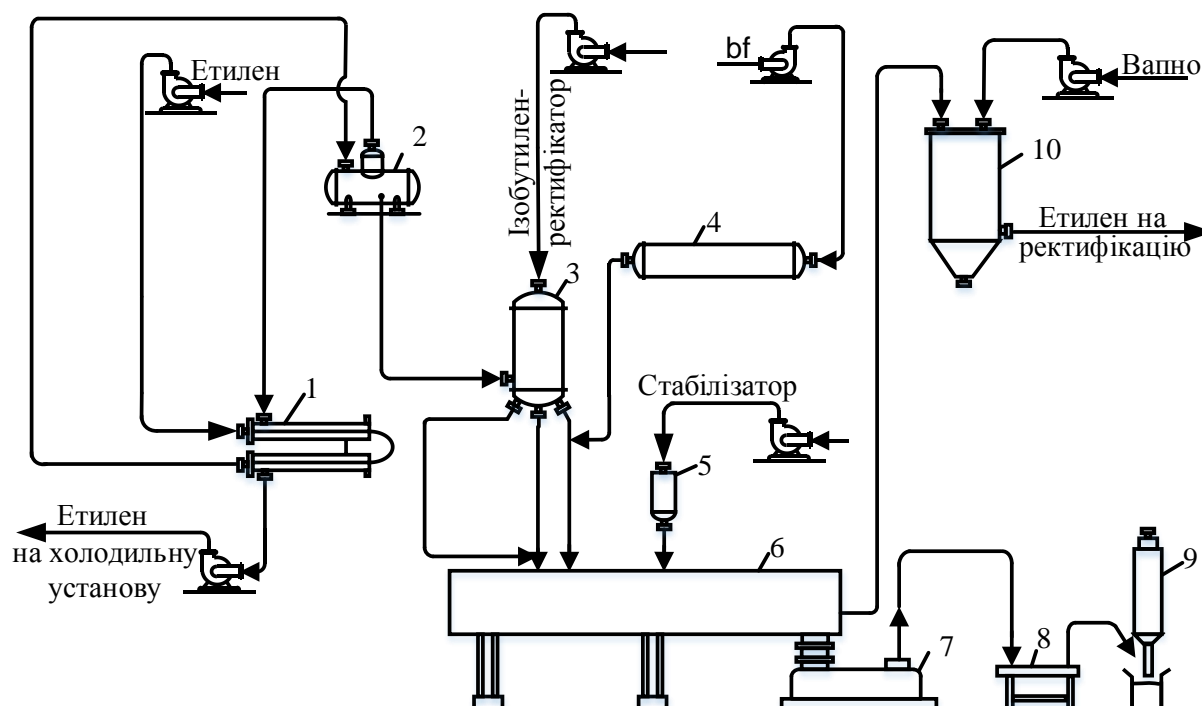 Етилен
bf
Вапно
2
10
Ізобутилен-
ректифікатор
4
Етилен на
ректифікацію
3
Стабілізатор
1
5
Етилен
на холодильну
установу
6
9
7
8